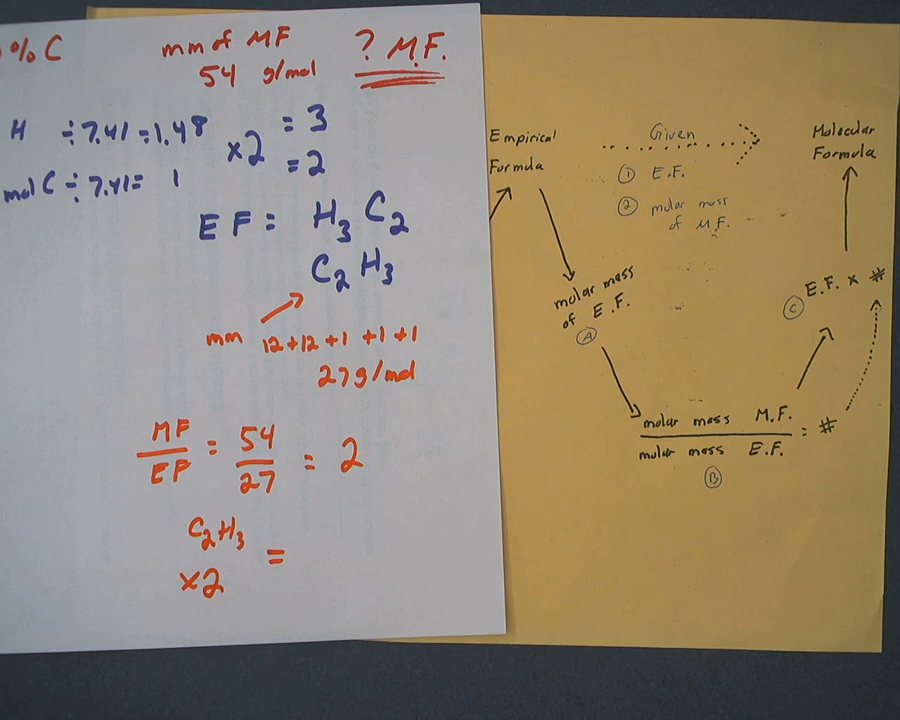 % C
mm of MF
54 g/mol
? M.F.
H ÷7.41=1.48
mol C ÷7.41= 1
×2
= 3
= 2
EF: H3 C2
C2 H3
mm 12+12+1 +1+1
27g/mol
MF/EF = 54/27 = 2
C2H3
×2 =
Empirical
Formula
Given
① E.F.
② molar mass
of M.F.
Molecular
Formula
molar mass
of E.F.
Ⓐ
molar mass M.F.
molar mass E.F.
= #
Ⓑ
Ⓒ E.F. × #